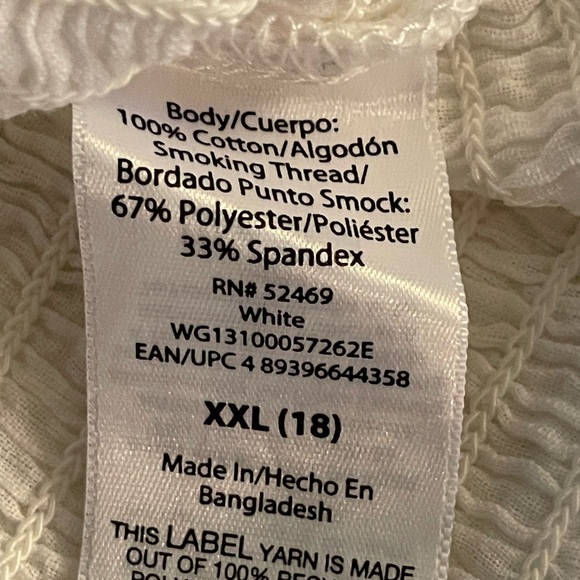 Body/Cuerpo:
100% Cotton/Algodón
Smoking Thread/
Bordado Punto Smock:
67% Polyester/Poliéster
33% Spandex
RN# 52469
White
WG13100057262E
EAN/UPC 4 89396644358
XXL (18)
Made In/Hecho En
Bangladesh
THIS LABEL YARN IS MADE
OUT OF 100%